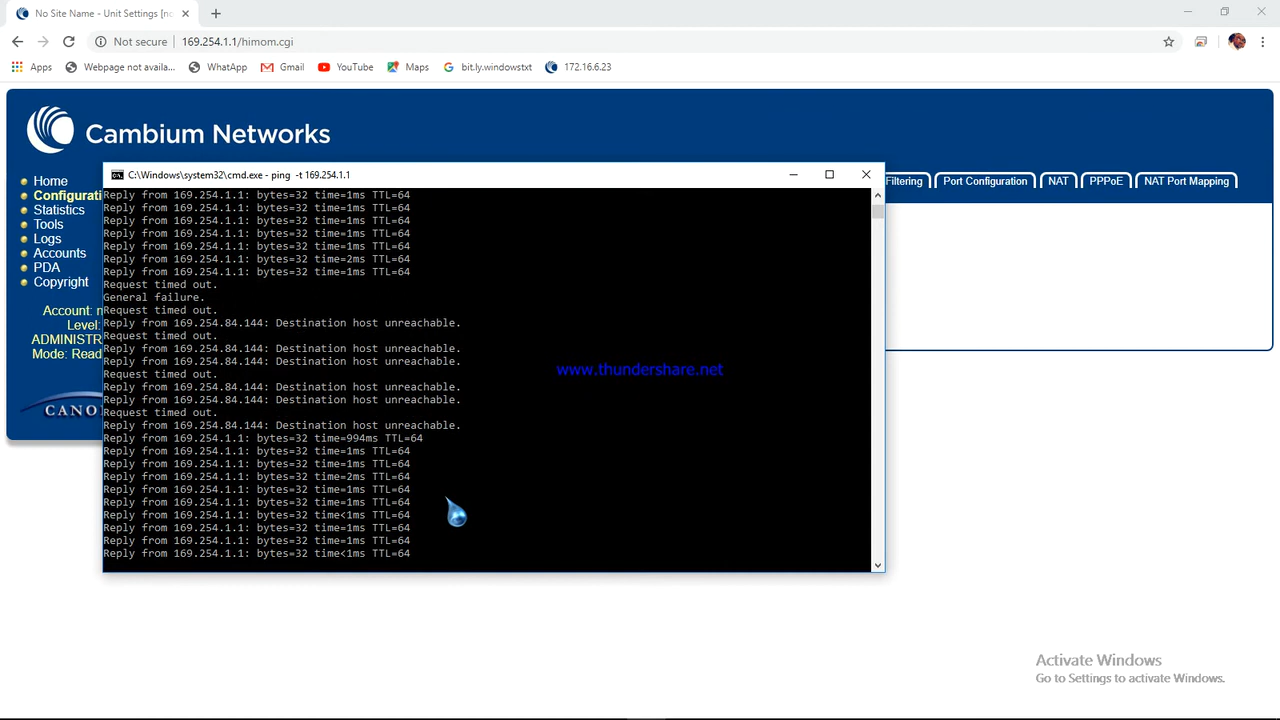 No Site Name - Unit Settings [no
Not secure 169.254.1.1/himom.cgi
Apps Webpage not availa... WhatsApp Gmail YouTube Maps bit.ly.windowstxt 172.16.6.23
Cambium Networks
C:\Windows\system32\cmd.exe - ping -t 169.254.1.1
Filtering Port Configuration NAT PPPoE NAT Port Mapping
Home
Configurati
Statistics
Tools
Logs
Accounts
PDA
Copyright
Account:
Level:
ADMINISTR
Mode: Read
CANO
Reply from 169.254.1.1: bytes=32 time=1ms TTL=64
Reply from 169.254.1.1: bytes=32 time=1ms TTL=64
Reply from 169.254.1.1: bytes=32 time=1ms TTL=64
Reply from 169.254.1.1: bytes=32 time=1ms TTL=64
Reply from 169.254.1.1: bytes=32 time=1ms TTL=64
Reply from 169.254.1.1: bytes=32 time=2ms TTL=64
Reply from 169.254.1.1: bytes=32 time=1ms TTL=64
Request timed out.
General failure.
Request timed out.
Reply from 169.254.84.144: Destination host unreachable.
Request timed out.
Reply from 169.254.84.144: Destination host unreachable.
Reply from 169.254.84.144: Destination host unreachable.
Request timed out.
Reply from 169.254.84.144: Destination host unreachable.
Reply from 169.254.84.144: Destination host unreachable.
Request timed out.
Reply from 169.254.84.144: Destination host unreachable.
Reply from 169.254.1.1: bytes=32 time=994ms TTL=64
Reply from 169.254.1.1: bytes=32 time=1ms TTL=64
Reply from 169.254.1.1: bytes=32 time=1ms TTL=64
Reply from 169.254.1.1: bytes=32 time=2ms TTL=64
Reply from 169.254.1.1: bytes=32 time=1ms TTL=64
Reply from 169.254.1.1: bytes=32 time=1ms TTL=64
Reply from 169.254.1.1: bytes=32 time<1ms TTL=64
Reply from 169.254.1.1: bytes=32 time=1ms TTL=64
Reply from 169.254.1.1: bytes=32 time=1ms TTL=64
Reply from 169.254.1.1: bytes=32 time<1ms TTL=64
www.thundershare.net
Activate Windows
Go to Settings to activate Windows.